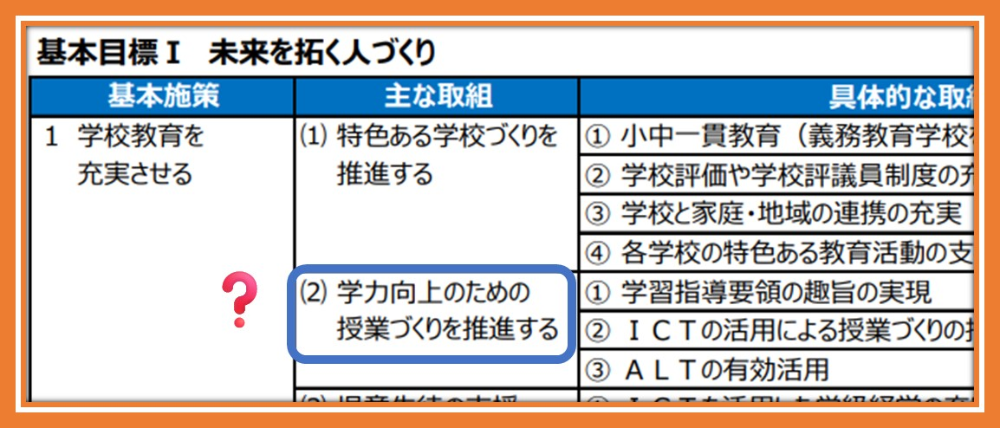 基本目標Ⅰ 未来を拓く人づくり
基本施策 主な取組 具体的な取
1 学校教育を
充実させる
(1) 特色ある学校づくりを
推進する
① 小中一貫教育（義務教育学校
② 学校評価や学校評議員制度の
③ 学校と家庭・地域の連携の充実
④ 各学校の特色ある教育活動の支
(2) 学力向上のための
授業づくりを推進する
① 学習指導要領の趣旨の実現
② ＩＣＴの活用による授業づくりの
③ ＡＬＴの有効活用